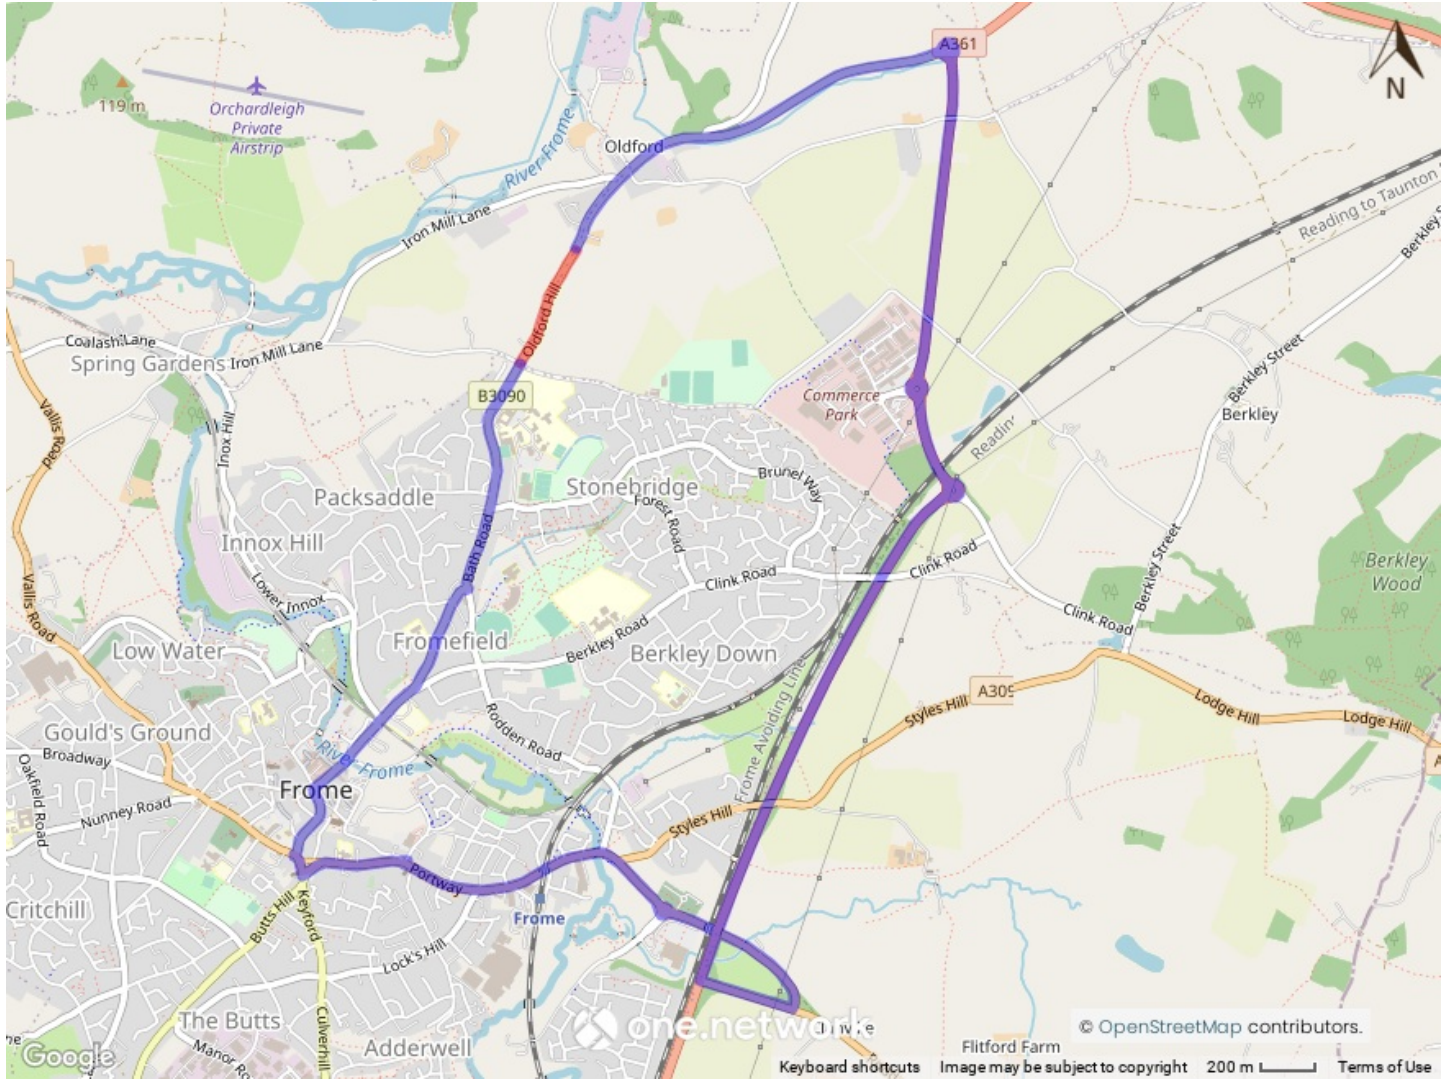 A361
N
119 m
Orchardleigh
Private
Airstrip
River Frome
Oldford
Iron Mill Lane
Reading to Taunton
Coalash Lane
Spring Gardens
Iron Mill Lane
Oldford Hill
B3090
Commerce
Park
Berkley Street
Berkley
Vallis Road
Innox Hill
Packsaddle
Stonebridge
Brunel Way
Forest Road
Innox Hill
Bath Road
Clink Road
Clink Road
Berkley Street
Berkley
Wood
Vallis Road
Lower Innox
Fromefield
Clink Road
Low Water
Berkley Road
Berkley Down
Frome Avoiding Line
A309
Styles Hill
Lodge Hill
Lodge Hill
Gould's Ground
Broadway
Rodden Road
River Frome
Frome
Oakfield Road
Nunney Road
Styles Hill
Portway
Critchill
Butts Hill
Keyford
Frome
Lock's Hill
The Butts
Culverhill
Adderwell
one.network
© OpenStreetMap contributors.
Flitford Farm
Google
Keyboard shortcuts
Image may be subject to copyright
200 m
Terms of Use